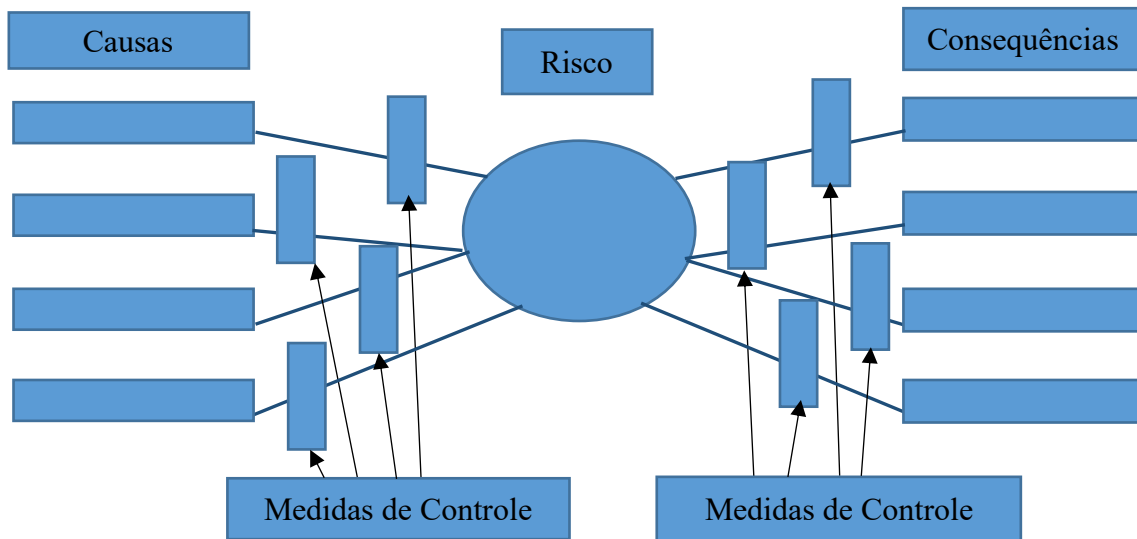 Causas
Risco
Consequências
Medidas de Controle
Medidas de Controle